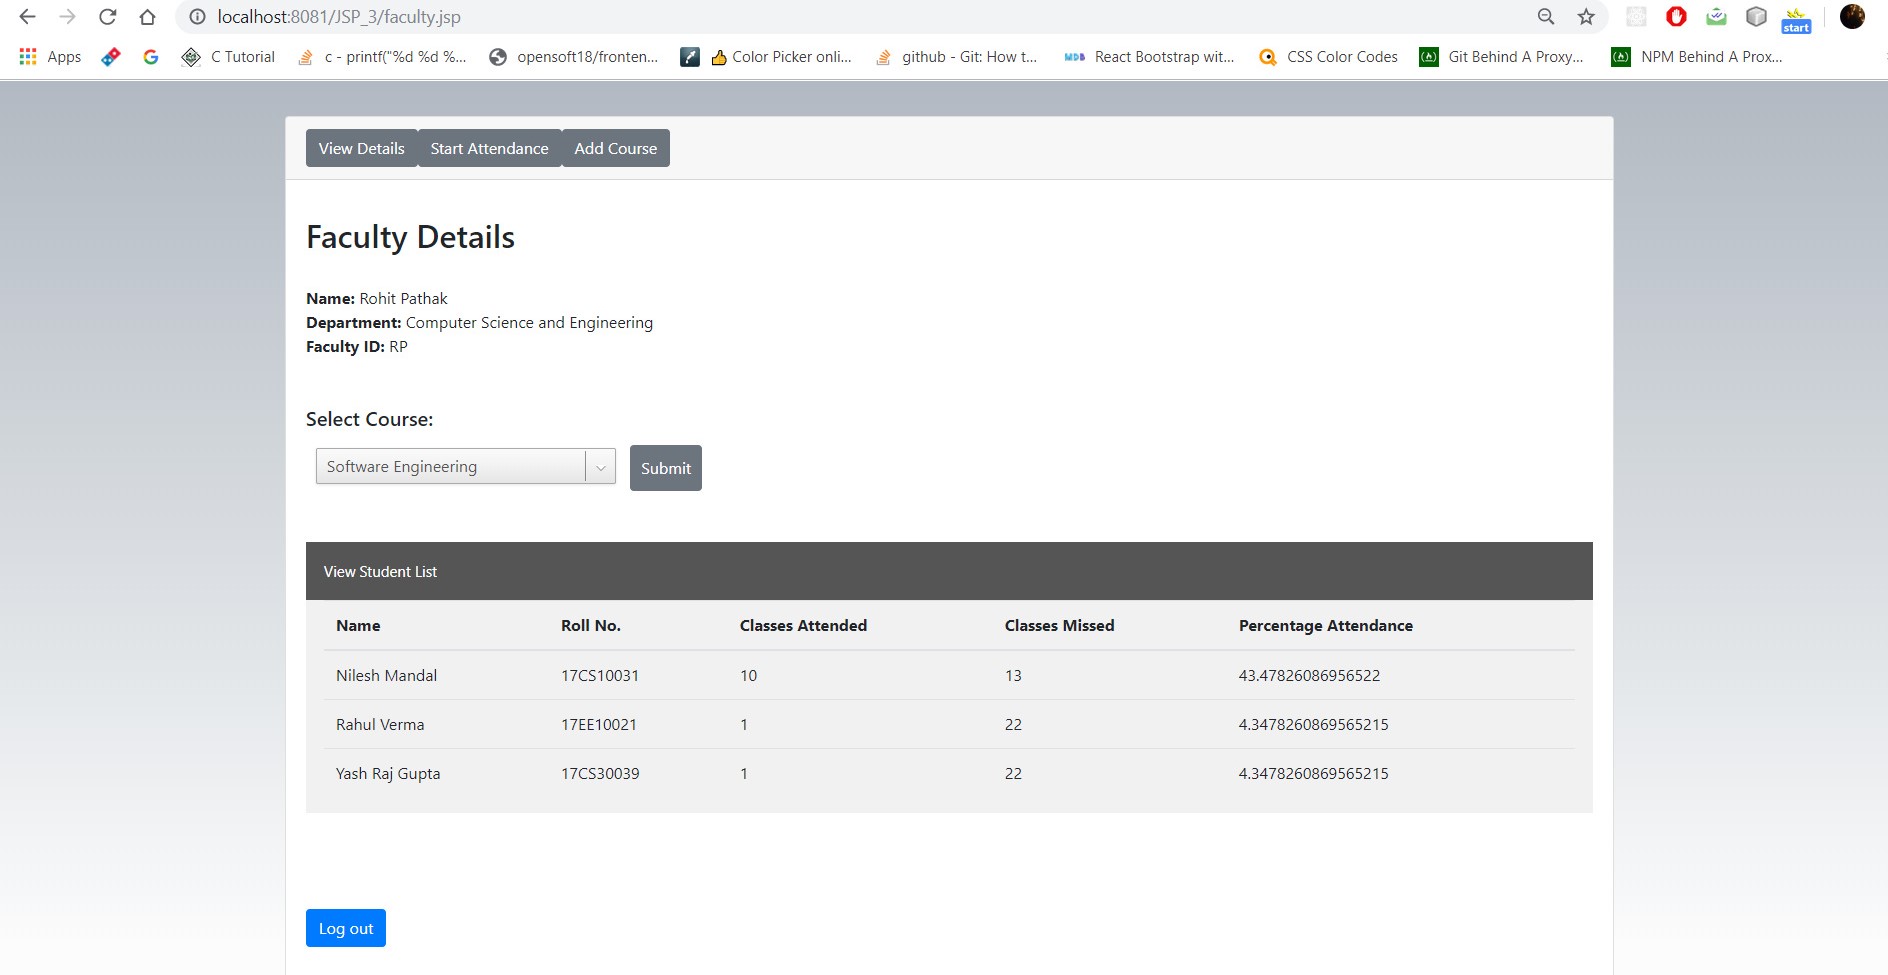 localhost:8081/JSP_3/faculty.jsp
start
Apps C Tutorial c - printf("%d %d %... opensoft18/fronten... Color Picker onli... github - Git: How t... MDB React Bootstrap wit... CSS Color Codes Git Behind A Proxy... NPM Behind A Prox...
View Details Start Attendance Add Course
Faculty Details
Name: Rohit Pathak
Department: Computer Science and Engineering
Faculty ID: RP
Select Course:
Software Engineering Submit
View Student List
Name Roll No. Classes Attended Classes Missed Percentage Attendance
Nilesh Mandal 17CS10031 10 13 43.47826086956522
Rahul Verma 17EE10021 1 22 4.3478260869565215
Yash Raj Gupta 17CS30039 1 22 4.3478260869565215
Log out